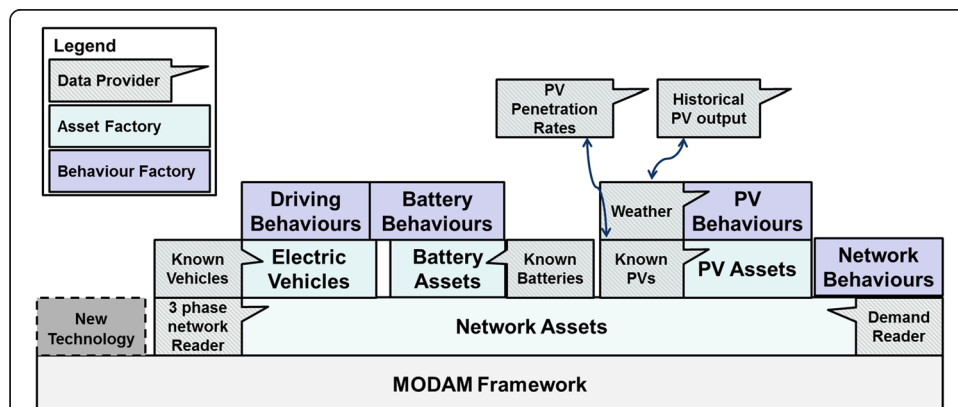 Legend
Data Provider
Asset Factory
Behaviour Factory
PV
Penetration
Rates
Historical
PV output
Driving
Behaviours
Battery
Behaviours
Weather
PV
Behaviours
Known
Vehicles
Electric
Vehicles
Battery
Assets
Known
Batteries
Known
PVs
PV Assets
Network
Behaviours
New
Technology
3 phase
network
Reader
Network Assets
Demand
Reader
MODAM Framework